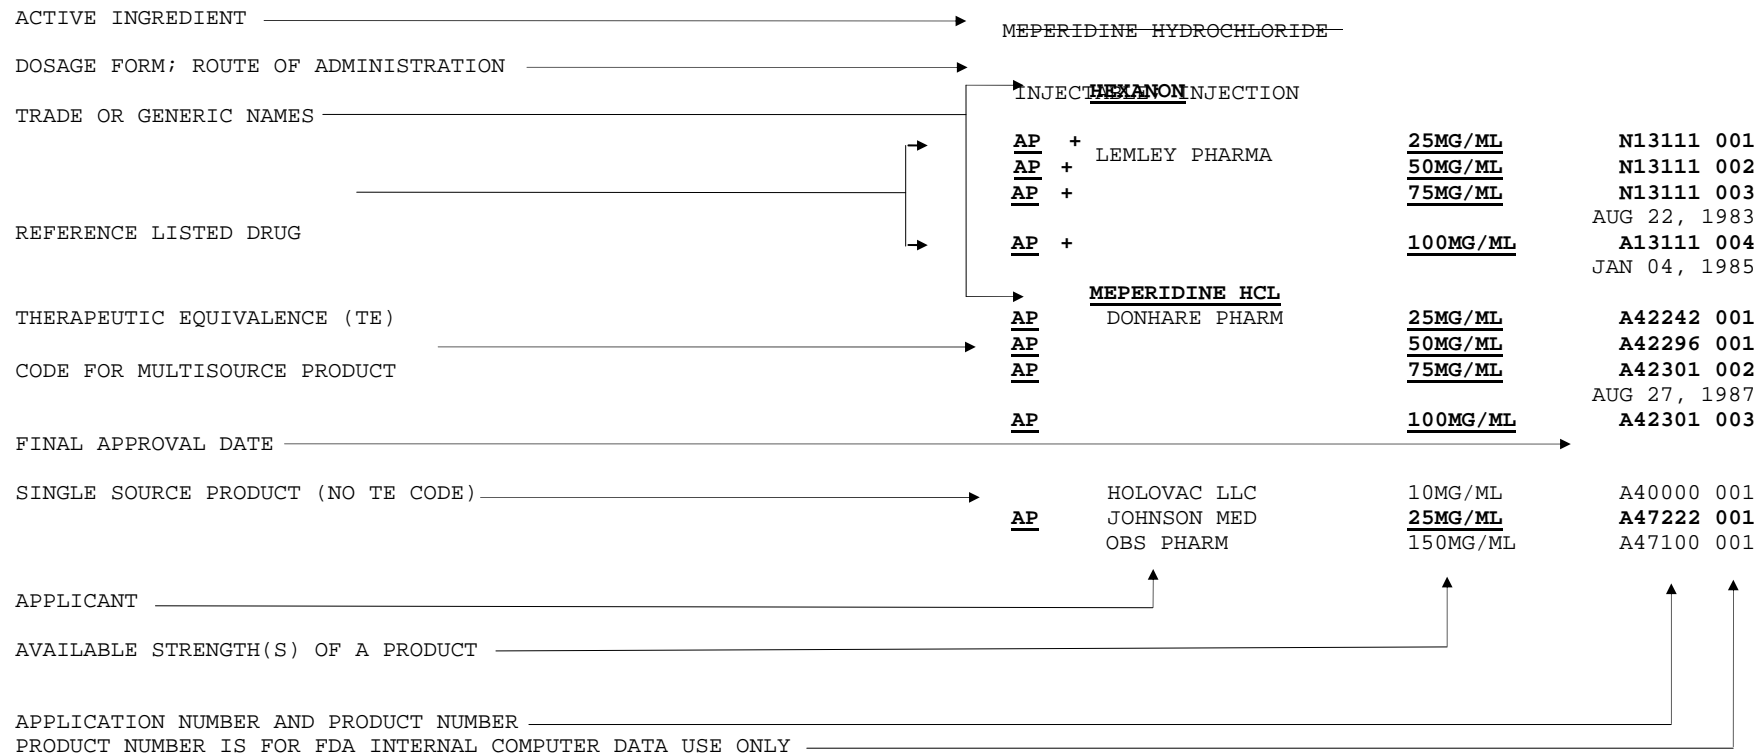 ACTIVE INGREDIENT
MEPERIDINE HYDROCHLORIDE
DOSAGE FORM; ROUTE OF ADMINISTRATION
INJECTABLE; INJECTION
HEXANON
TRADE OR GENERIC NAMES
AP + LEMLEY PHARMA 25MG/ML N13111 001
AP + 50MG/ML N13111 002
AP + 75MG/ML N13111 003
AUG 22, 1983
REFERENCE LISTED DRUG
AP + 100MG/ML A13111 004
JAN 04, 1985
MEPERIDINE HCL
THERAPEUTIC EQUIVALENCE (TE) AP DONHARE PHARM 25MG/ML A42242 001
AP 50MG/ML A42296 001
CODE FOR MULTISOURCE PRODUCT AP 75MG/ML A42301 002
AUG 27, 1987
AP 100MG/ML A42301 003
FINAL APPROVAL DATE
SINGLE SOURCE PRODUCT (NO TE CODE) HOLOVAC LLC 10MG/ML A40000 001
AP JOHNSON MED 25MG/ML A47222 001
OBS PHARM 150MG/ML A47100 001
APPLICANT
AVAILABLE STRENGTH(S) OF A PRODUCT
APPLICATION NUMBER AND PRODUCT NUMBER
PRODUCT NUMBER IS FOR FDA INTERNAL COMPUTER DATA USE ONLY